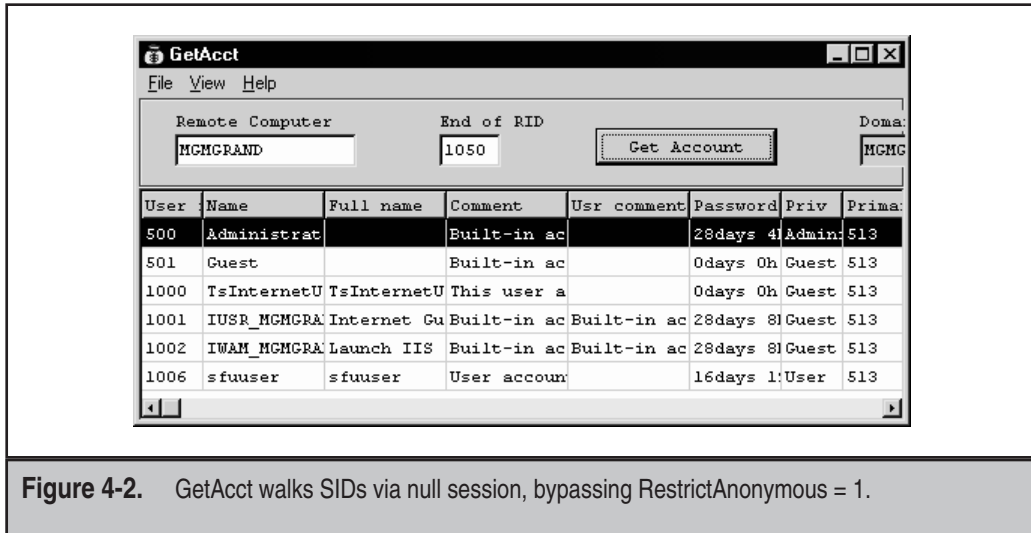 GetAcct
File View Help
Remote Computer End of RID Domai
MGMGRAND 1050 Get Account MGMG
User Name Full name Comment Usr comment Password Priv Prima
500 Administrat Built-in ac 28days 4 Admin 513
501 Guest Built-in ac 0days 0h Guest 513
1000 TsInternetU TsInternetU This user a 0days 0h Guest 513
1001 IUSR_MGMGRA Internet Gu Built-in ac Built-in ac 28days 8 Guest 513
1002 IWAM_MGMGRA Launch IIS Built-in ac Built-in ac 28days 8 Guest 513
1006 sfuuser sfuuser User accoun 16days 1 User 513
Figure 4-2. GetAcct walks SIDs via null session, bypassing RestrictAnonymous = 1.